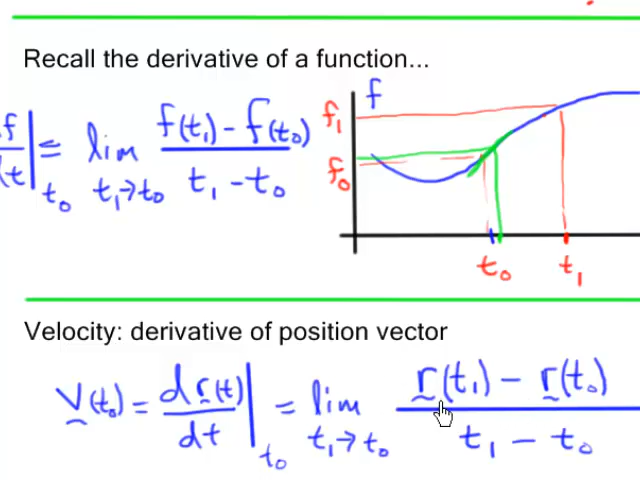 Recall the derivative of a function...
f
dt |t₀ = lim t₁→t₀ f(t₁) - f(t₀) / t₁ - t₀
f₁
f₀
t₀ t₁
Velocity: derivative of position vector
v(t₀) = dr(t)/dt |t₀ = lim t₁→t₀ r(t₁) - r(t₀) / t₁ - t₀